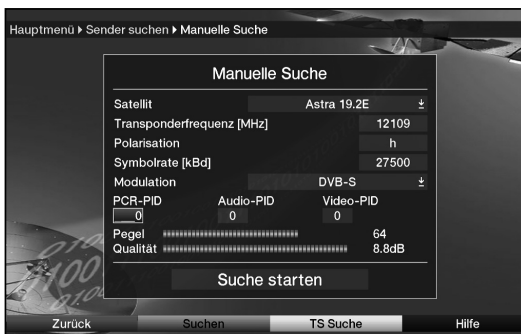 Hauptmenü Sender suchen Manuelle Suche
Manuelle Suche
Satellit Astra 19.2E
Transponderfrequenz [MHz] 12109
Polarisation h
Symbolrate [kBd] 27500
Modulation DVB-S
PCR-PID Audio-PID Video-PID
__0 0 0
Pegel 64
Qualität 8.8dB
Suche starten
Zurück Suchen TS Suche Hilfe